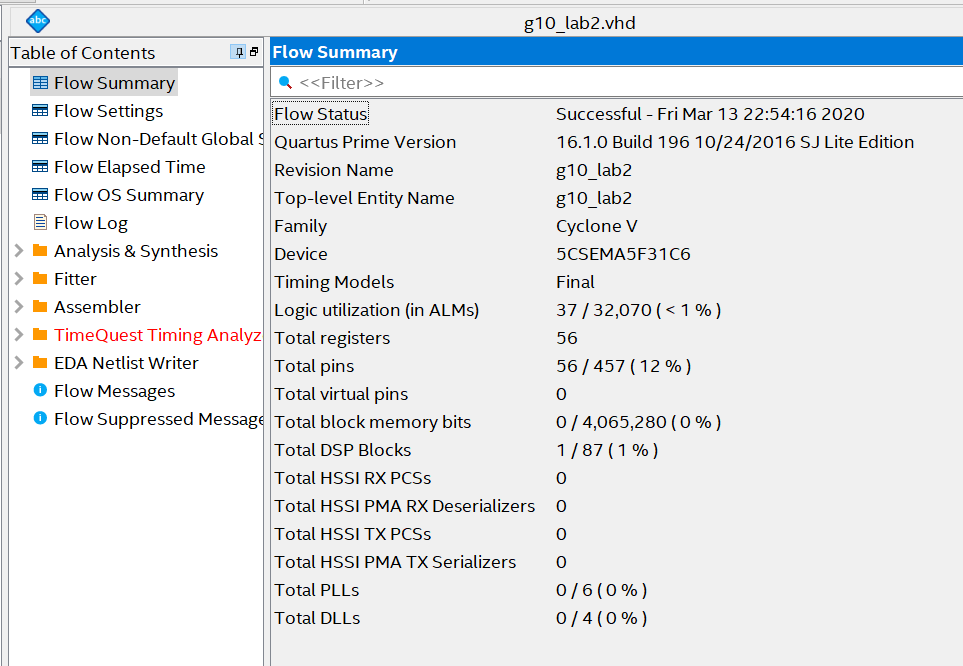 abc
g10_lab2.vhd
Table of Contents
Flow Summary
Flow Settings
Flow Non-Default Global S
Flow Elapsed Time
Flow OS Summary
Flow Log
Analysis & Synthesis
Fitter
Assembler
TimeQuest Timing Analyz
EDA Netlist Writer
Flow Messages
Flow Suppressed Message
Flow Summary
<<Filter>>
Flow Status Successful - Fri Mar 13 22:54:16 2020
Quartus Prime Version 16.1.0 Build 196 10/24/2016 SJ Lite Edition
Revision Name g10_lab2
Top-level Entity Name g10_lab2
Family Cyclone V
Device 5CSEMA5F31C6
Timing Models Final
Logic utilization (in ALMs) 37 / 32,070 ( < 1 % )
Total registers 56
Total pins 56 / 457 ( 12 % )
Total virtual pins 0
Total block memory bits 0 / 4,065,280 ( 0 % )
Total DSP Blocks 1 / 87 ( 1 % )
Total HSSI RX PCSs 0
Total HSSI PMA RX Deserializers 0
Total HSSI TX PCSs 0
Total HSSI PMA TX Serializers 0
Total PLLs 0 / 6 ( 0 % )
Total DLLs 0 / 4 ( 0 % )